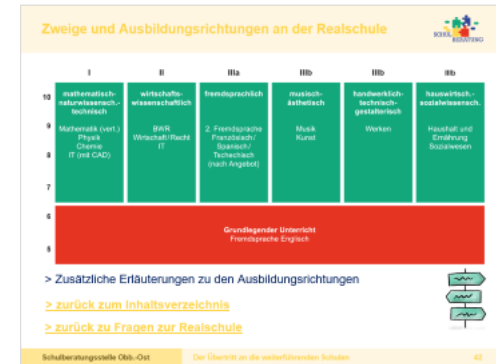 Zweige und Ausbildungsrichtungen an der Realschule
SCHUL
BERATUNG
I II IIIa IIIb IIIb IIIb
10
9
8
7
mathematisch-
naturwissensch.-
technisch
Mathematik (vert.)
Physik
Chemie
IT (mit CAD)
wirtschafts-
wissenschaftlich
BWR
Wirtschaft/Recht
IT
fremdsprachlich
2. Fremdsprache
Französisch/
Spanisch/
Tschechisch
(nach Angebot)
musisch-
ästhetisch
Musik
Kunst
handwerklich-
technisch-
gestalterisch
Werken
hauswirtsch.-
sozialwissensch.
Haushalt und
Ernährung
Sozialwesen
6
5
Grundlegender Unterricht
Fremdsprache Englisch
> Zusätzliche Erläuterungen zu den Ausbildungsrichtungen
> zurück zum Inhaltsverzeichnis
> zurück zu Fragen zur Realschule
Schulberatungsstelle Obb.-Ost Der Übertritt an die weiterführenden Schulen 42